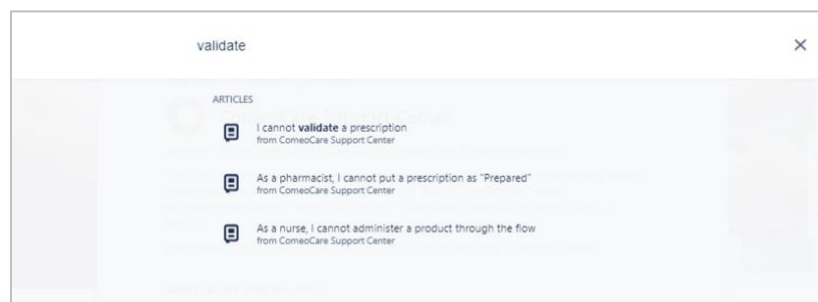 validate
ARTICLES
I cannot validate a prescription
from ComeoCare Support Center
As a pharmacist, I cannot put a prescription as "Prepared"
from ComeoCare Support Center
As a nurse, I cannot administer a product through the flow
from ComeoCare Support Center